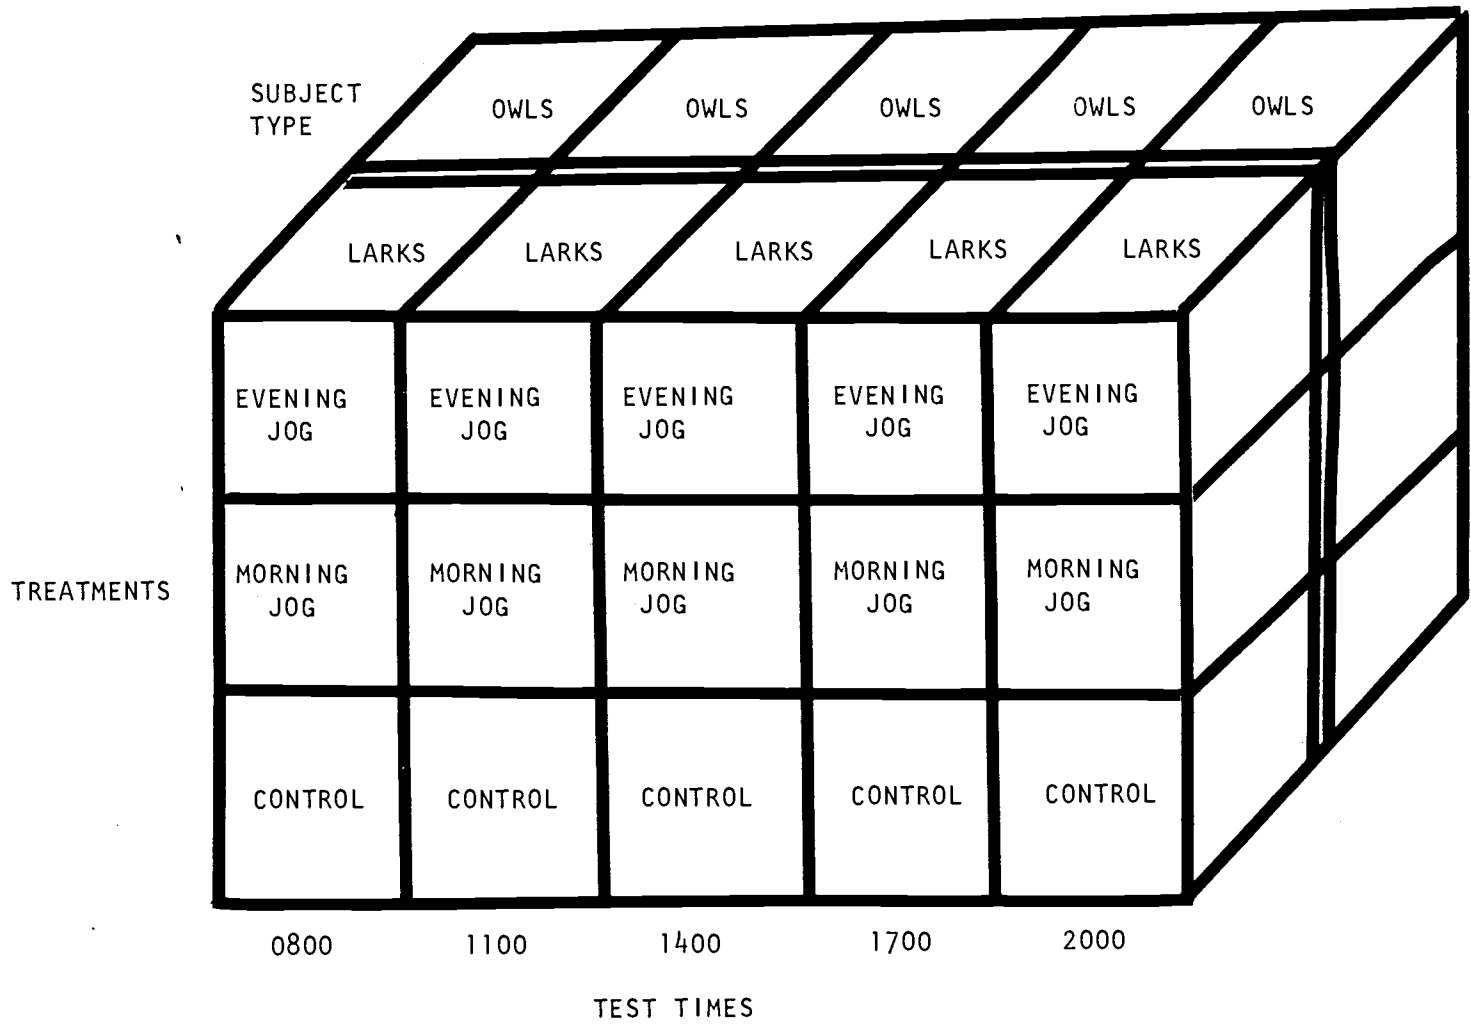 SUBJECT
TYPE
OWLS OWLS OWLS OWLS OWLS
LARKS LARKS LARKS LARKS LARKS
EVENING EVENING EVENING EVENING EVENING
JOG JOG JOG JOG JOG
TREATMENTS
MORNING MORNING MORNING MORNING MORNING
JOG JOG JOG JOG JOG
CONTROL CONTROL CONTROL CONTROL CONTROL
0800 1100 1400 1700 2000
TEST TIMES